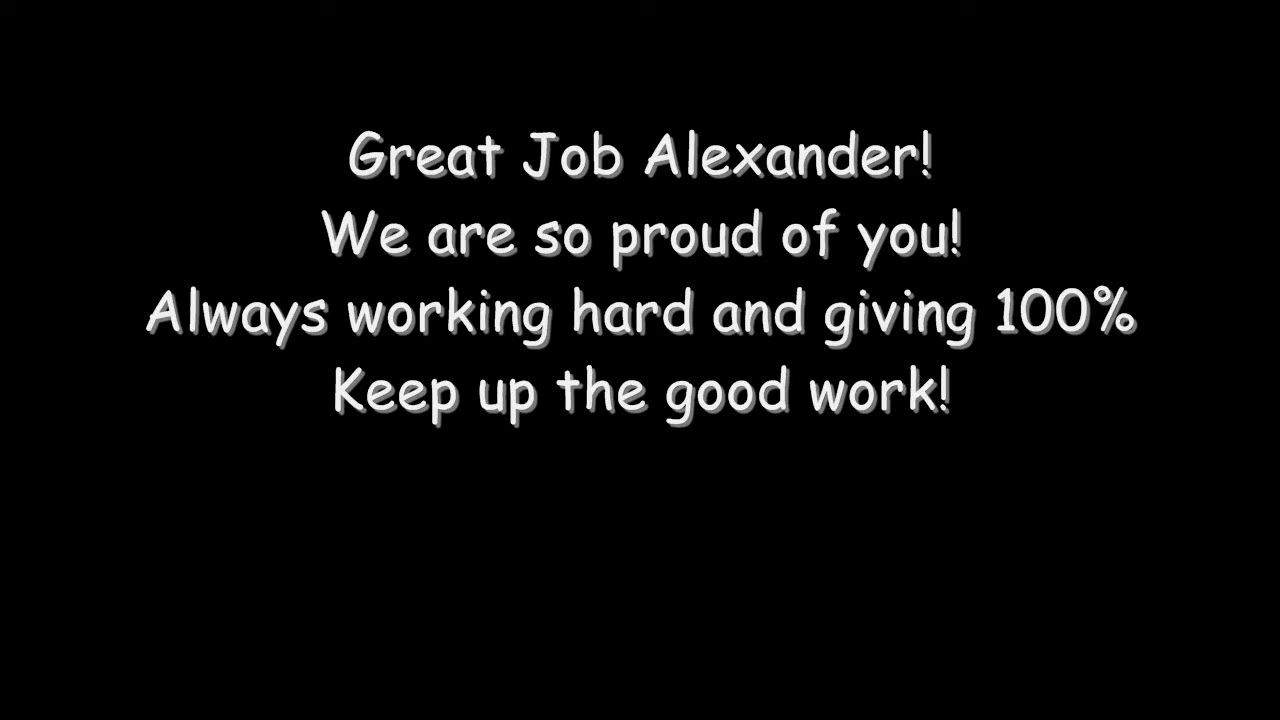 Great Job Alexander!
We are so proud of you!
Always working hard and giving 100%
Keep up the good work!